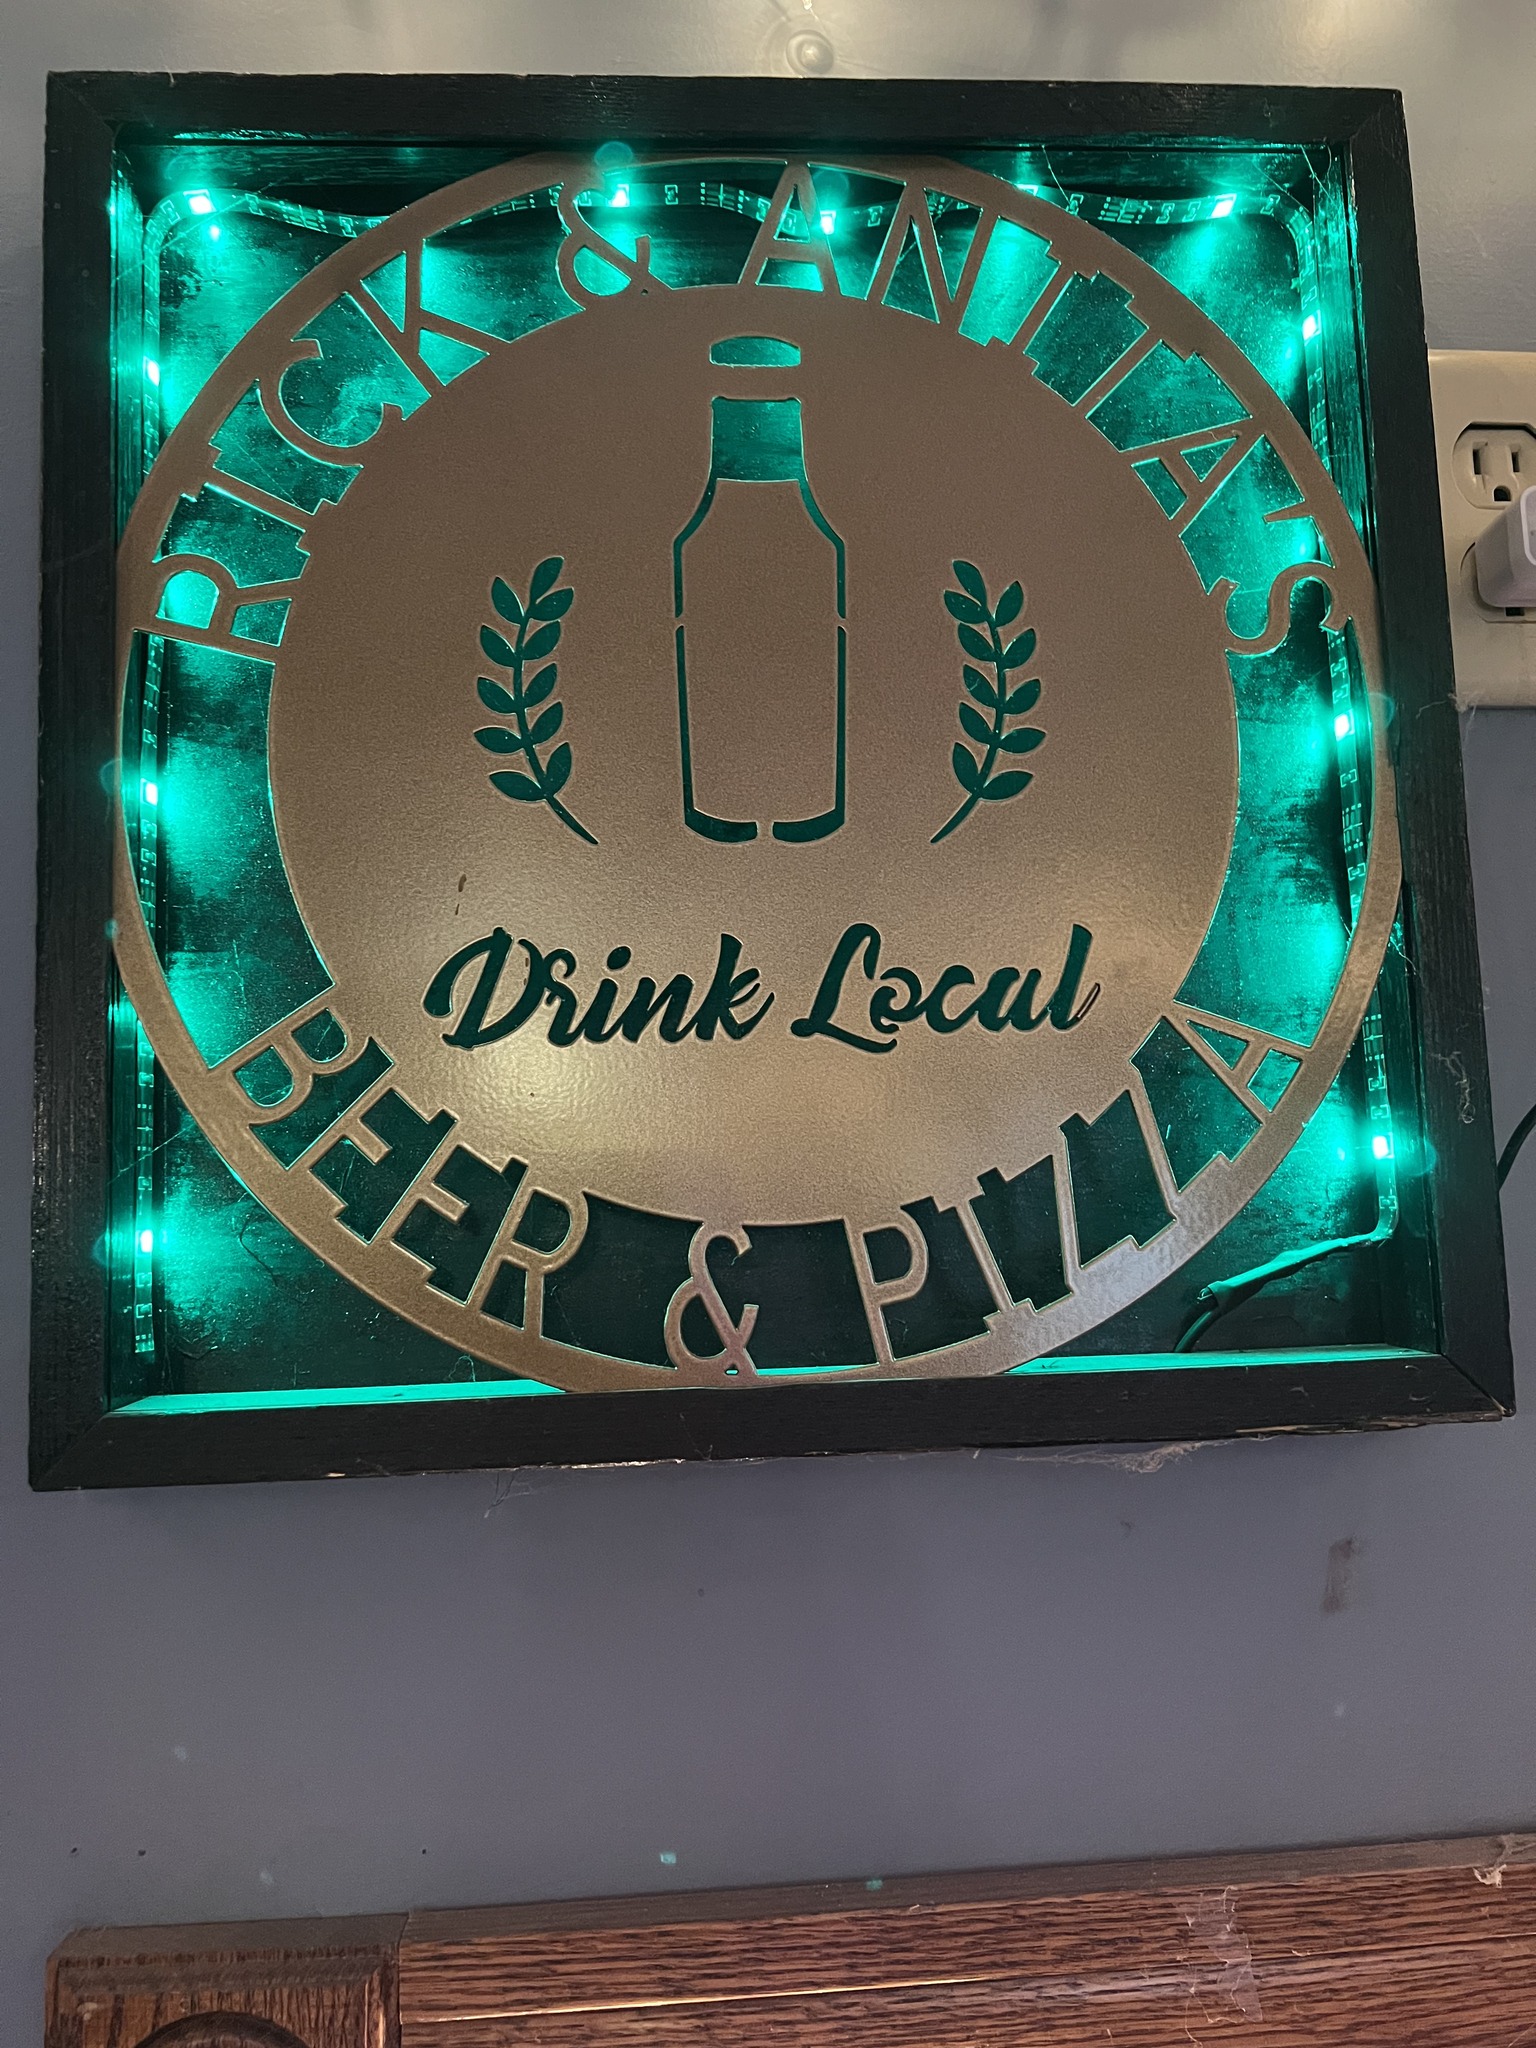 RICK & ANITA'S
Drink Local
BEER & PIZZA